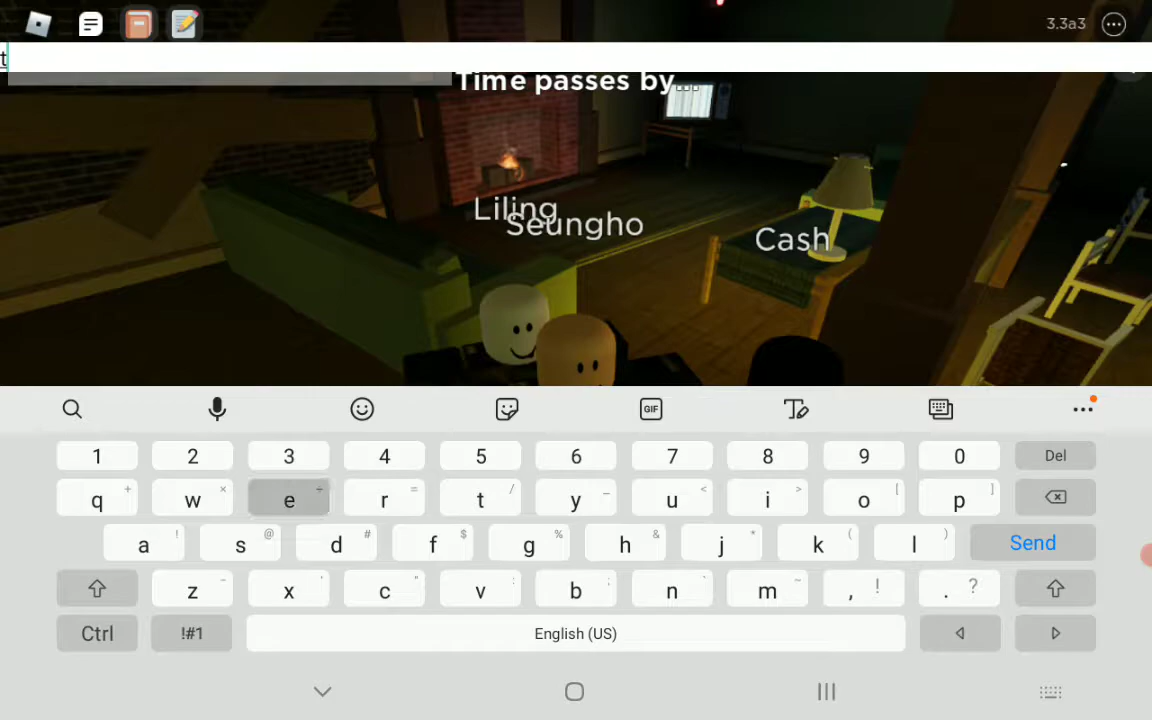 3.3a3
t
Time passes by...
Liling
Seungho
Cash
GIF
1 2 3 4 5 6 7 8 9 0 Del
q + w × e ÷ r = t / y _ u < i > o [ p ]
a ! s @ d # f $ g % h & j * k ( l ) Send
z - x ' c " v : b ; n ` m ~ , ! . ?
Ctrl !#1 English (US)